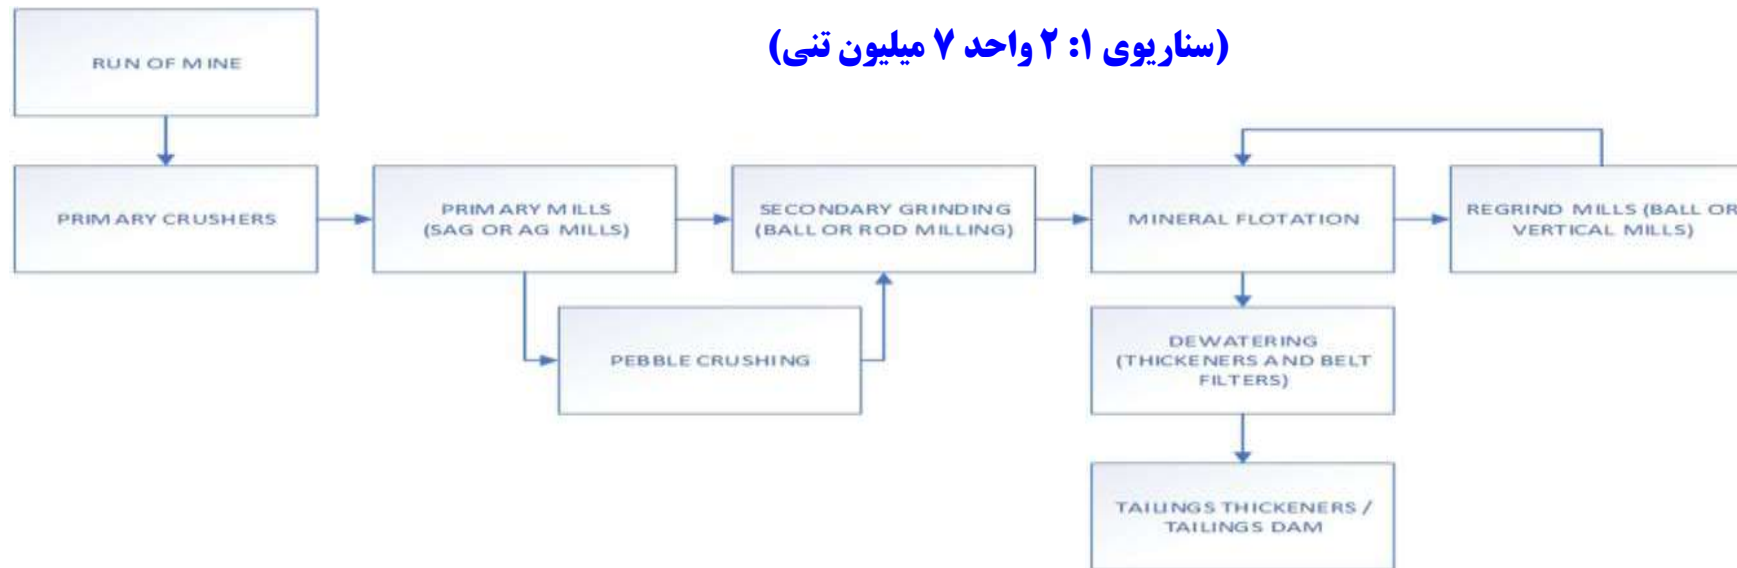 (سناریوی ۱: ۲ واحد ۷ میلیون تنی)
RUN OF MINE
PRIMARY CRUSHERS
PRIMARY MILLS
(SAG OR AG MILLS)
SECONDARY GRINDING
(BALL OR ROD MILLING)
MINERAL FLOTATION
REGRIND MILLS (BALL OR
VERTICAL MILLS)
PEBBLE CRUSHING
DEWATERING
(THICKENERS AND BELT
FILTERS)
TAILINGS THICKENERS /
TAILINGS DAM